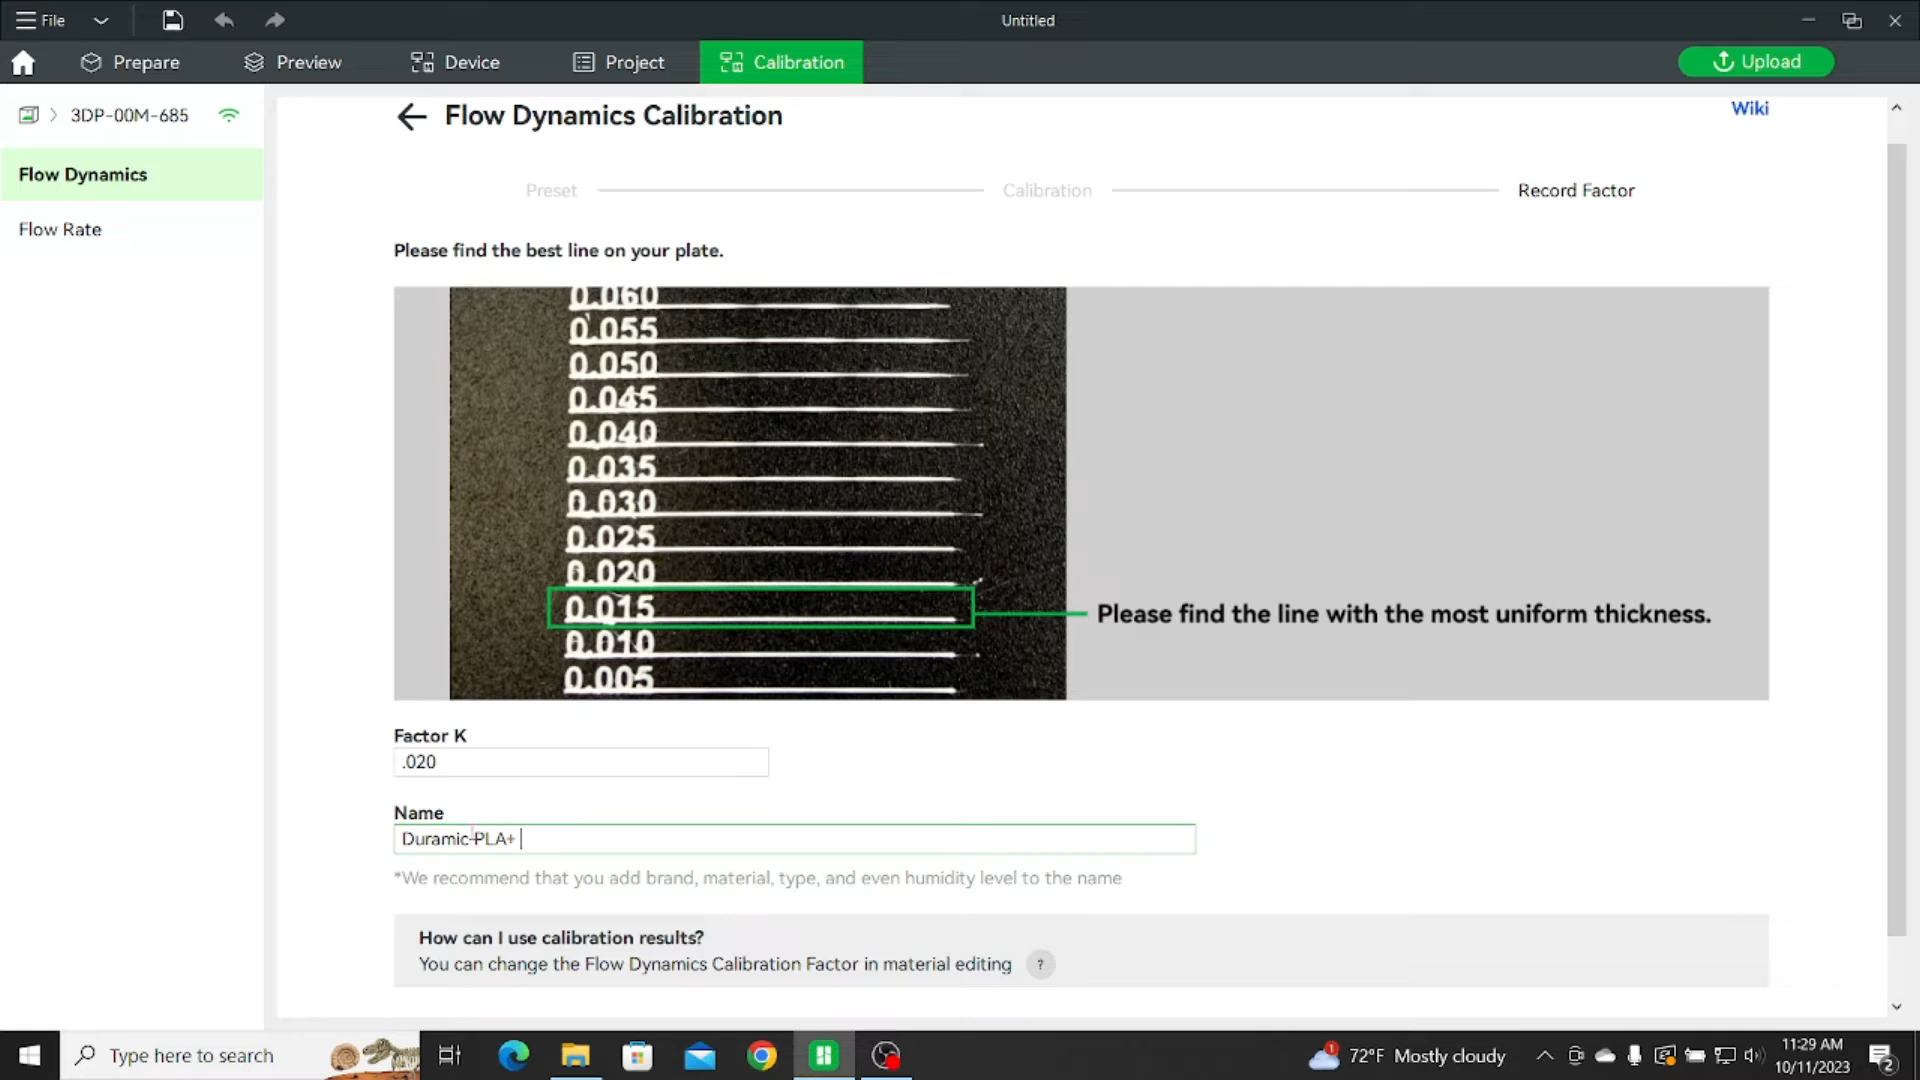 File
Untitled
Prepare
Preview
Device
Project
Calibration
Upload
3DP-00M-685
Flow Dynamics
Flow Rate
Flow Dynamics Calibration
Wiki
Preset
Calibration
Record Factor
Please find the best line on your plate.
0.060
0.055
0.050
0.045
0.040
0.035
0.030
0.025
0.020
0.015
Please find the line with the most uniform thickness.
0.010
0.005
Factor K
.020
Name
Duramic-PLA+
*We recommend that you add brand, material, type, and even humidity level to the name
How can I use calibration results?
You can change the Flow Dynamics Calibration Factor in material editing ?
Type here to search
1
72°F Mostly cloudy
11:29 AM
10/11/2023
2